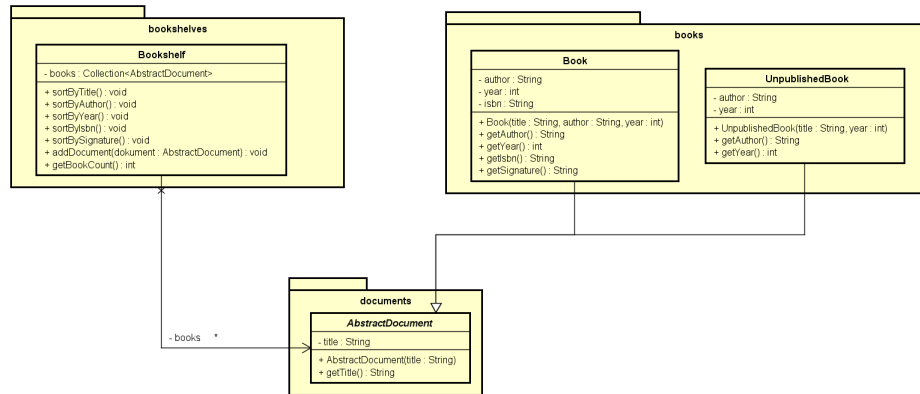 bookshelves
Bookshelf
- books : Collection<AbstractDocument>
+ sortByTitle() : void
+ sortByAuthor() : void
+ sortByYear() : void
+ sortByIsbn() : void
+ sortBySignature() : void
+ addDocument(dokument : AbstractDocument) : void
+ getBookCount() : int
books
Book
- author : String
- year : int
- isbn : String
+ Book(title : String, author : String, year : int)
+ getAuthor() : String
+ getYear() : int
+ getIsbn() : String
+ getSignature() : String
UnpublishedBook
- author : String
- year : int
+ UnpublishedBook(title : String, year : int)
+ getAuthor() : String
+ getYear() : int
- books *
documents
AbstractDocument
- title : String
+ AbstractDocument(title : String)
+ getTitle() : String